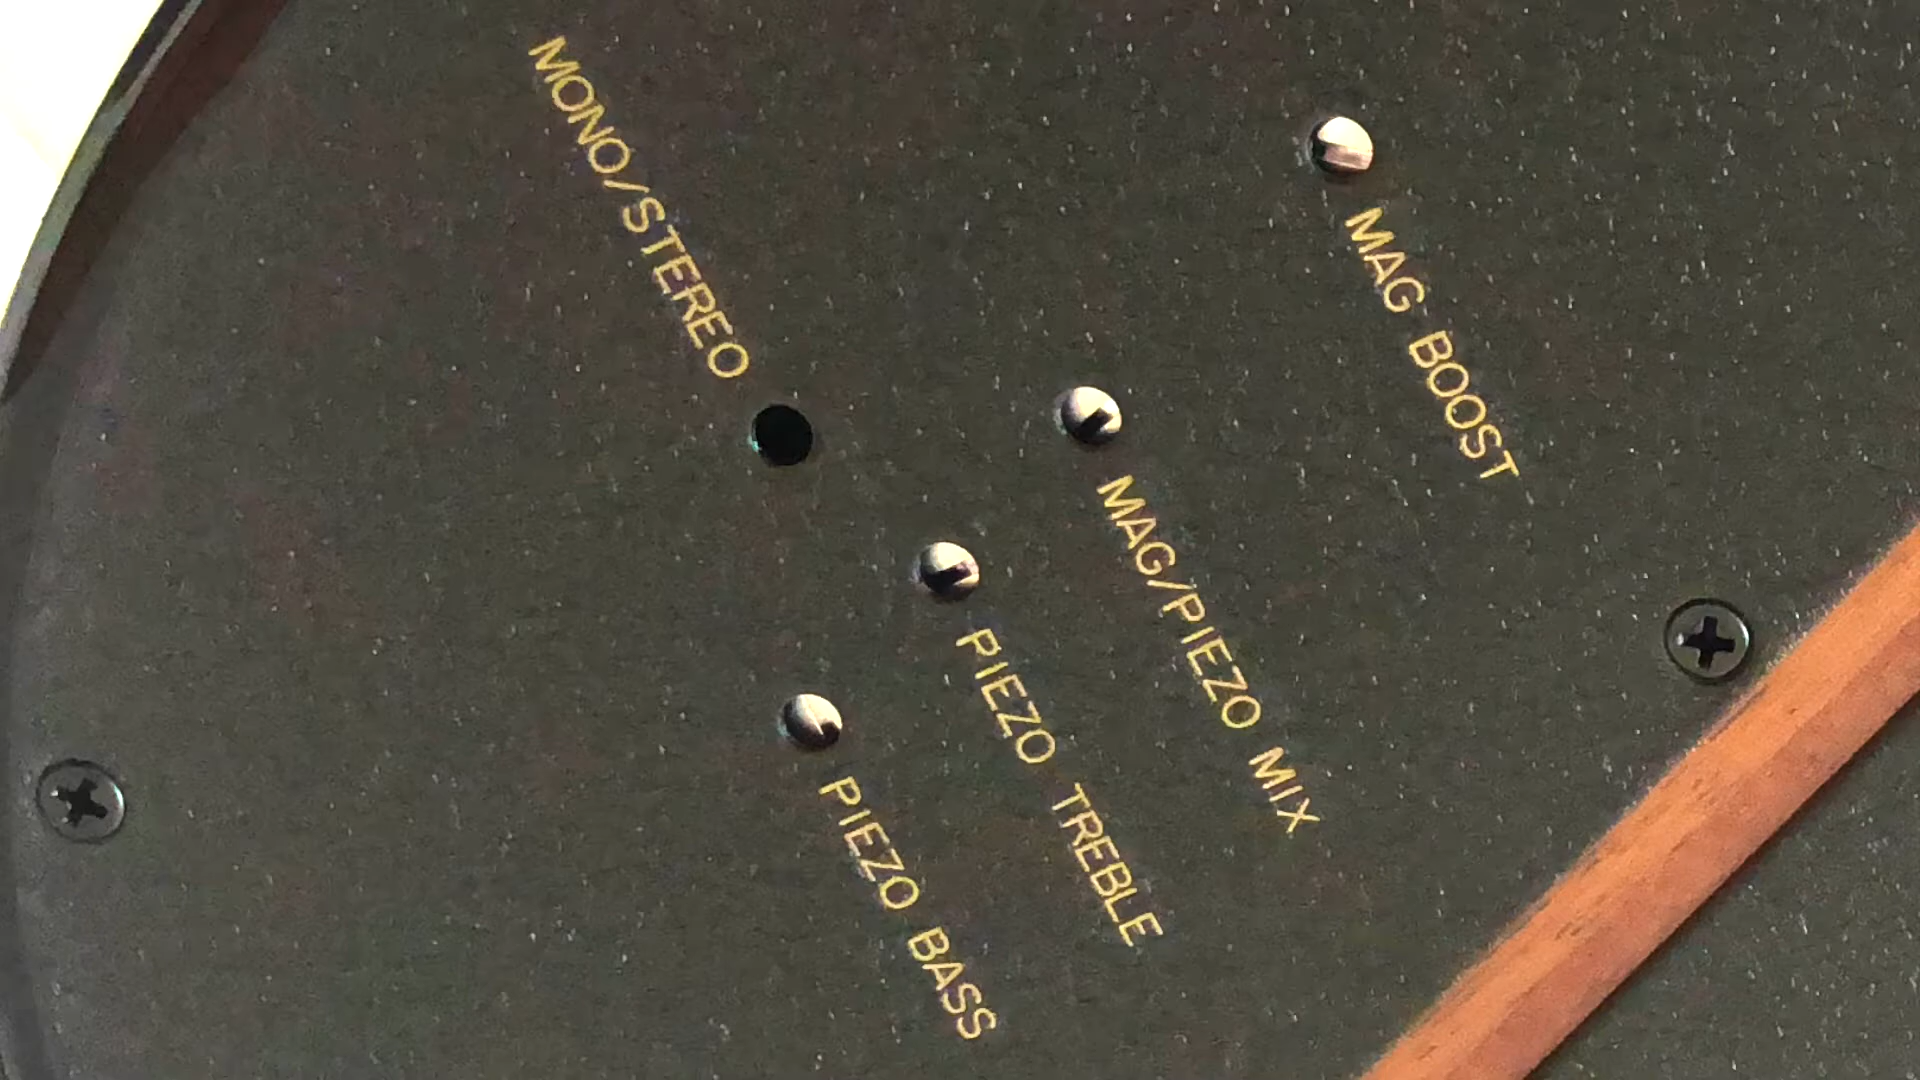 MONO/STEREO
MAG BOOST
MAG/PIEZO MIX
PIEZO TREBLE
PIEZO BASS